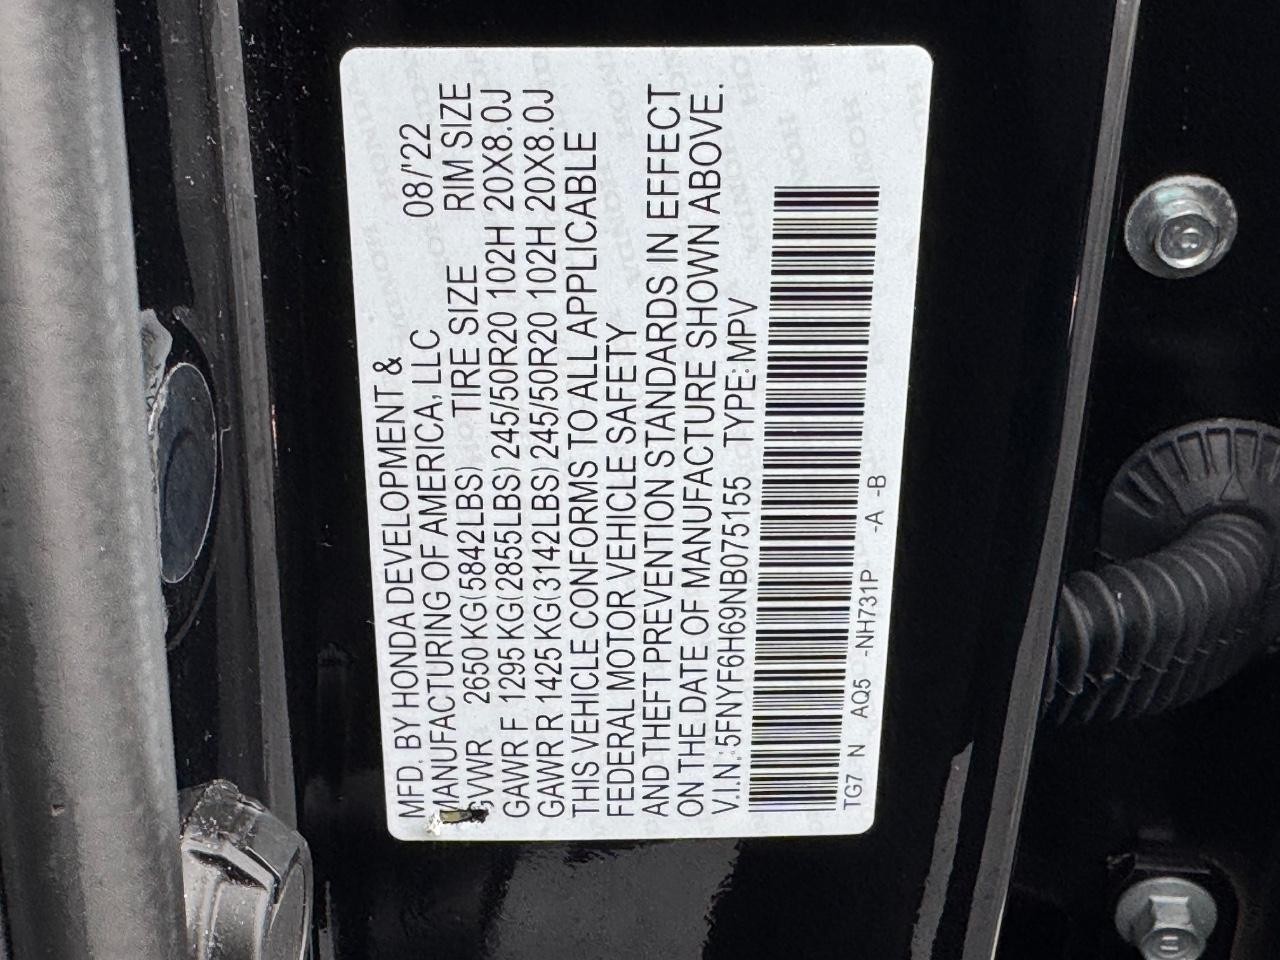 MFD. BY HONDA DEVELOPMENT &
MANUFACTURING OF AMERICA, LLC 08/'22
GVWR 2650 KG(5842LBS) TIRE SIZE RIM SIZE
GAWR F 1295 KG(2855LBS) 245/50R20 102H 20X8.0J
GAWR R 1425 KG(3142LBS) 245/50R20 102H 20X8.0J
THIS VEHICLE CONFORMS TO ALL APPLICABLE
FEDERAL MOTOR VEHICLE SAFETY
AND THEFT PREVENTION STANDARDS IN EFFECT
ON THE DATE OF MANUFACTURE SHOWN ABOVE.
V.I.N.:5FNYF6H69NB075155 TYPE:MPV
TG7 N AQ5 -NH731P -A -B